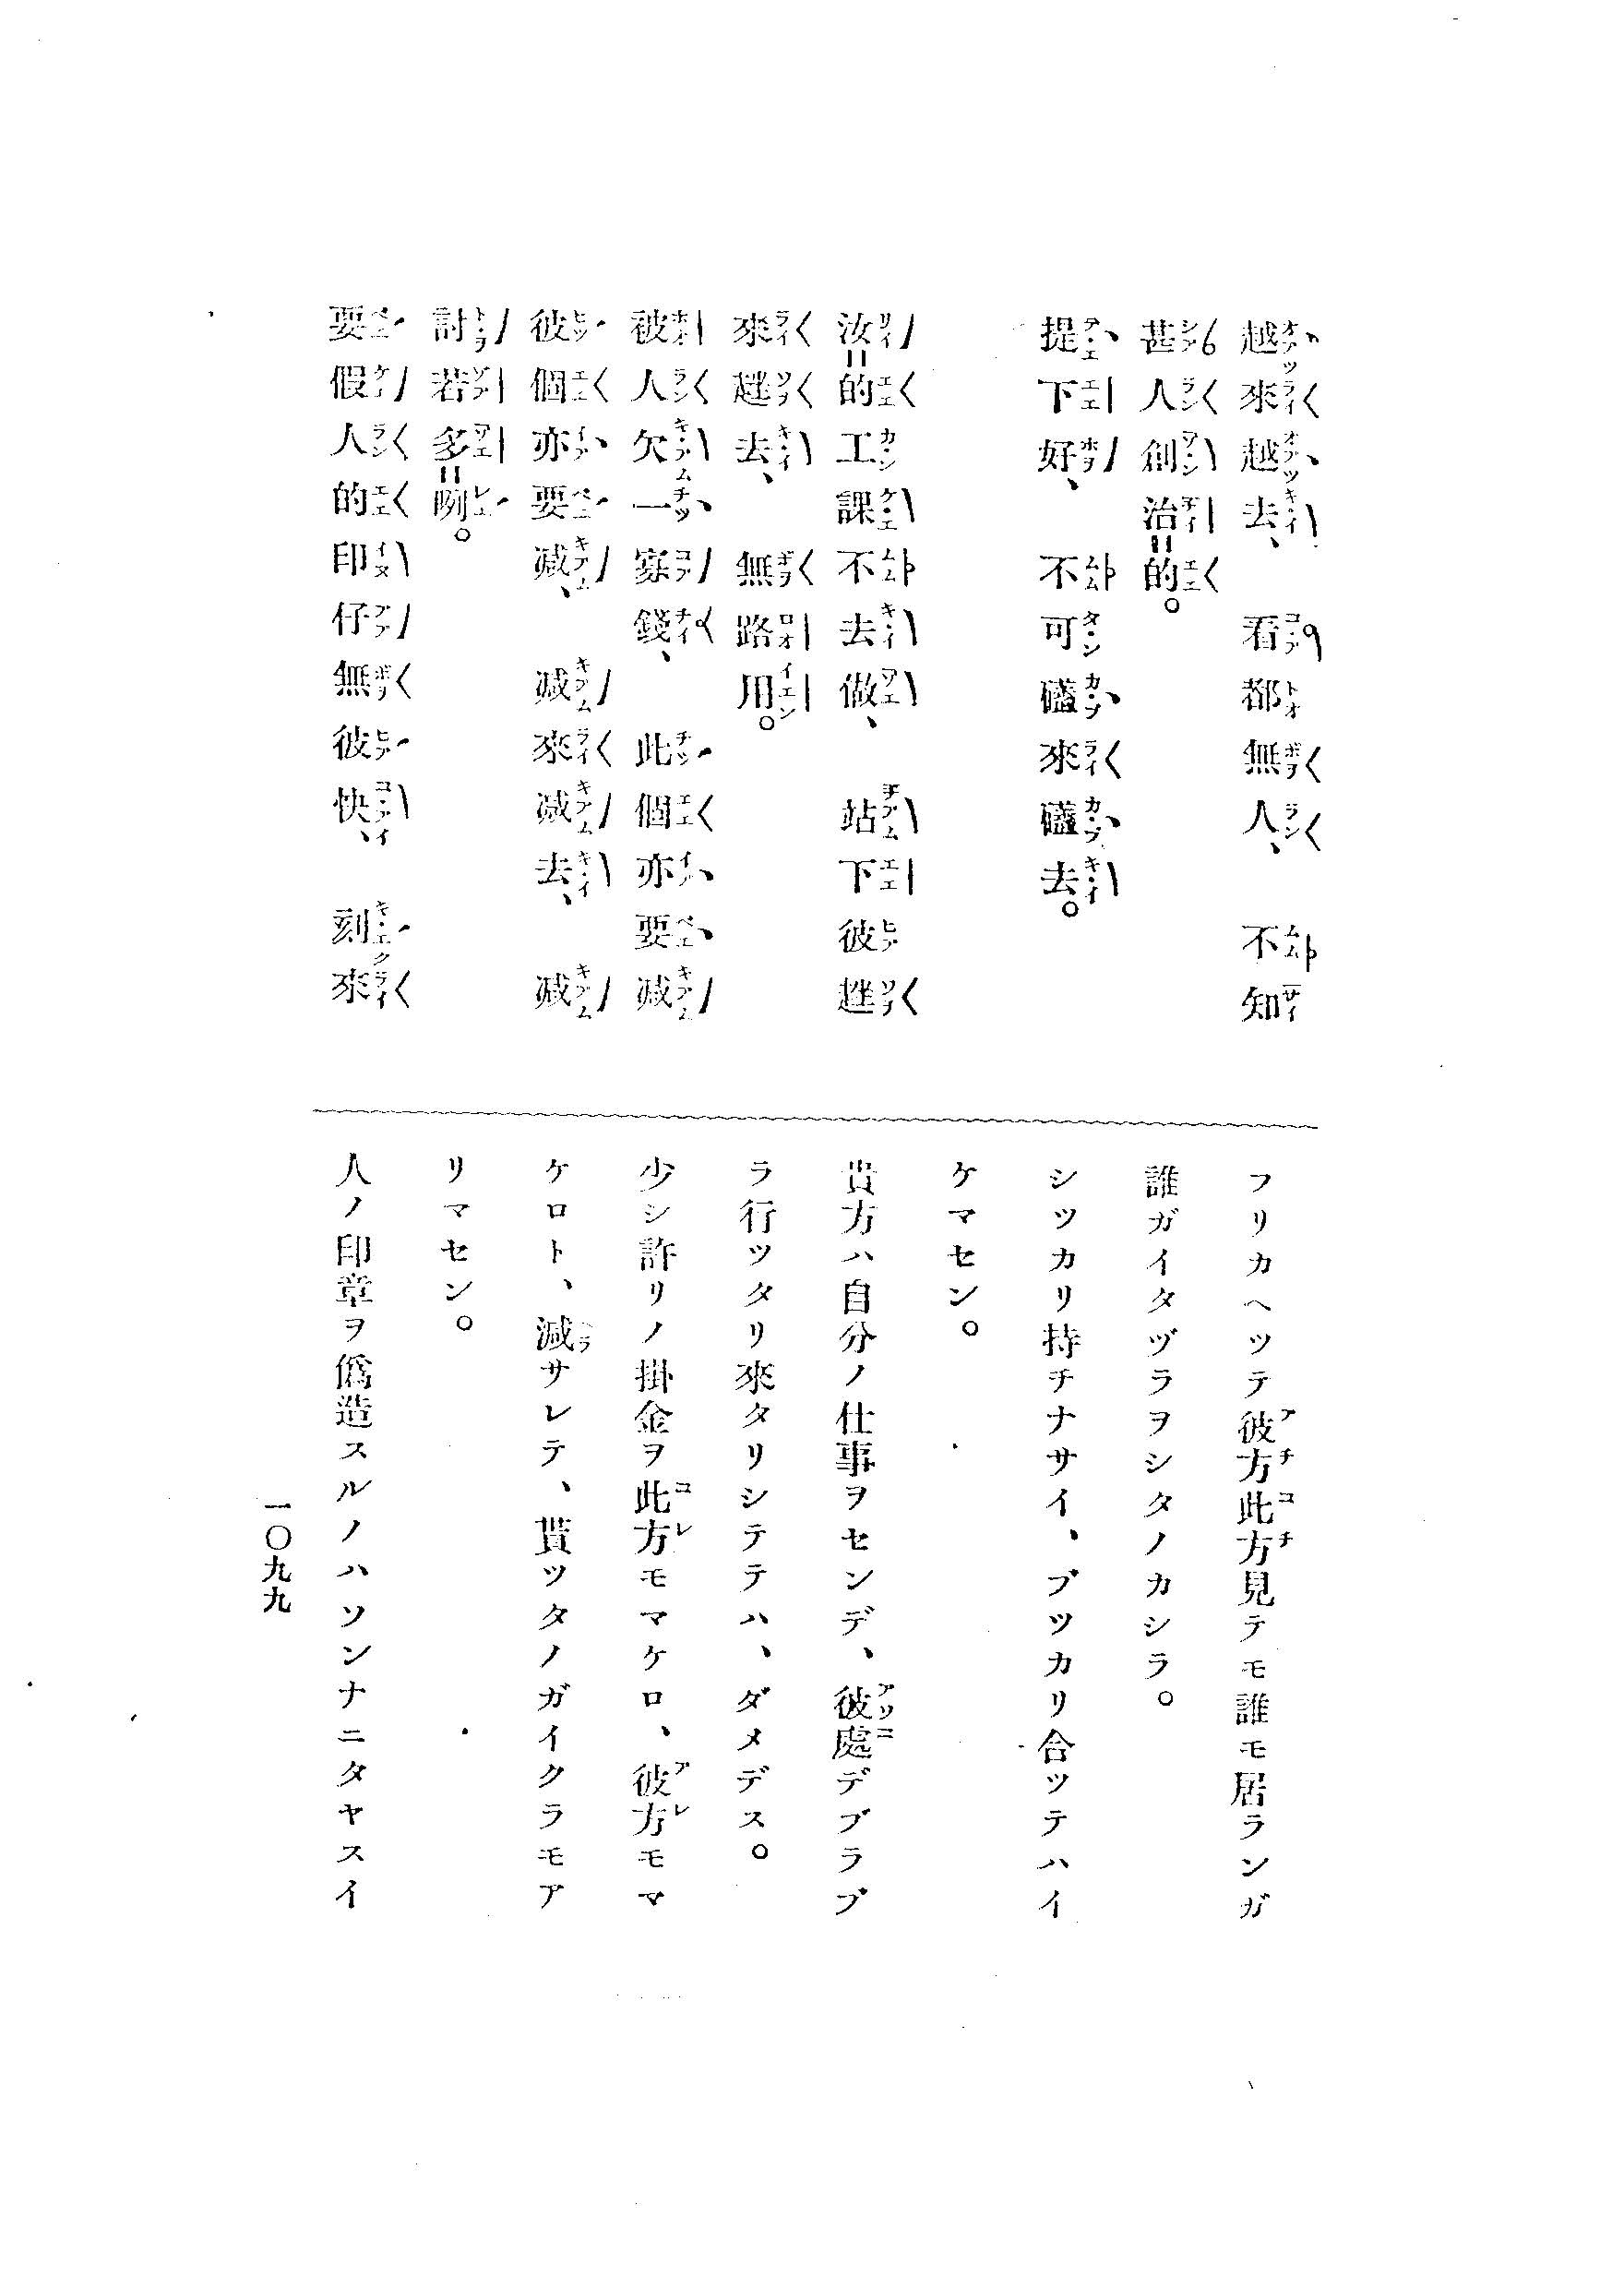 越來越去、看都無人、不知
甚人創治的。
提下好、不可礚來礚去。
汝的工課不去做、站下彼趖
來趖去、無路用。
被人欠一寡錢、此個亦要減
彼個亦要減、減來減去、減
討若多咧。
要假人的印仔無彼快、刻來
フリカヘツテ彼方此方見テモ誰モ居ランガ
誰ガイタヅラヲシタノカシラ。
シツカリ持チナサイ、ブツカリ合ツテハイ
ケマセン。
貴方ハ自分ノ仕事ヲセンデ、彼處デブラブ
ラ行ツタリ來タリシテテハ、ダメデス。
少シ許リノ掛金ヲ此方モマケロ、彼方モマ
ケロト、減サレテ、貰ツタノガイクラモア
リマセン。
人ノ印章ヲ僞造スルノハソンナニタヤスイ
一〇九九